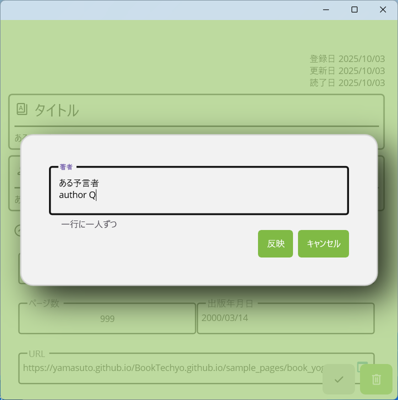 登録日 2025/10/03
更新日 2025/10/03
読了日 2025/10/03
タイトル
著者
ある予言者
author Q
一行に一人ずつ
反映
キャンセル
ページ数
999
出版年月日
2000/03/14
URL
https://yamasuto.github.io/BookTechyo.github.io/sample_pages/book_yo